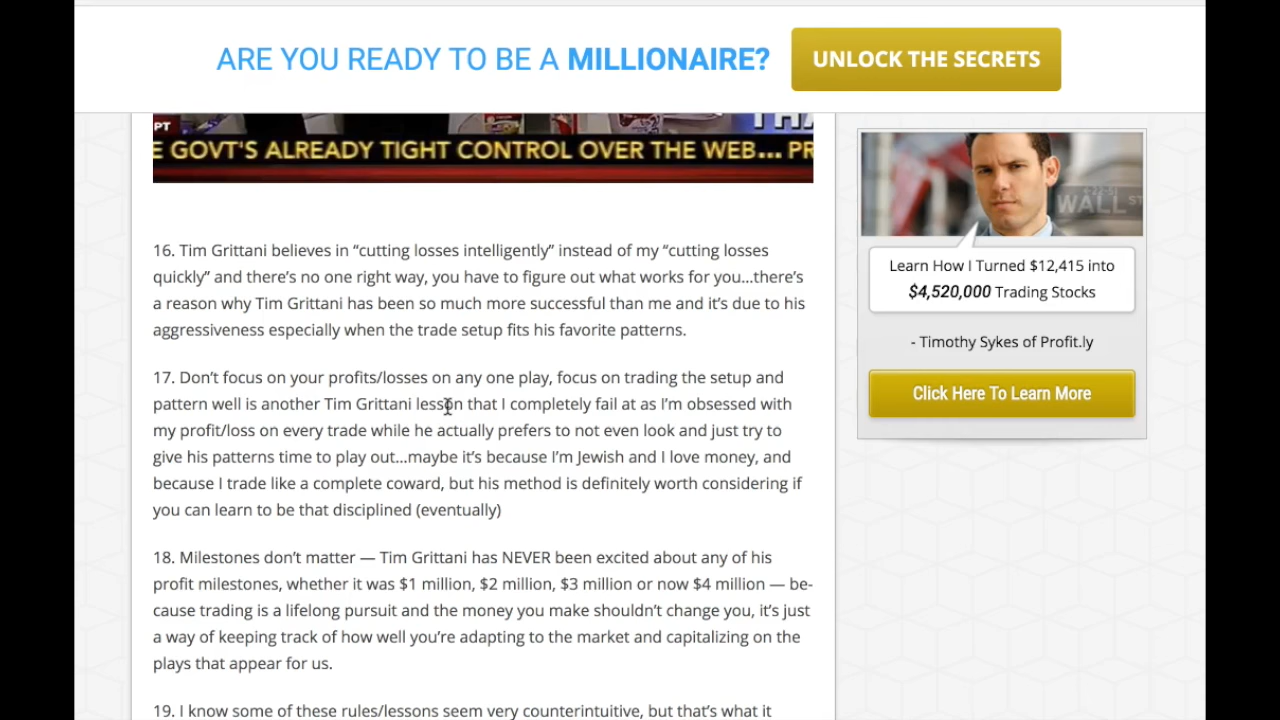 ARE YOU READY TO BE A MILLIONAIRE?
UNLOCK THE SECRETS
PT
E GOVT'S ALREADY TIGHT CONTROL OVER THE WEB... PR
16. Tim Grittani believes in “cutting losses intelligently” instead of my “cutting losses
quickly” and there’s no one right way, you have to figure out what works for you…there’s
a reason why Tim Grittani has been so much more successful than me and it’s due to his
aggressiveness especially when the trade setup fits his favorite patterns.
17. Don’t focus on your profits/losses on any one play, focus on trading the setup and
pattern well is another Tim Grittani lesson that I completely fail at as I’m obsessed with
my profit/loss on every trade while he actually prefers to not even look and just try to
give his patterns time to play out…maybe it’s because I’m Jewish and I love money, and
because I trade like a complete coward, but his method is definitely worth considering if
you can learn to be that disciplined (eventually)
18. Milestones don’t matter — Tim Grittani has NEVER been excited about any of his
profit milestones, whether it was $1 million, $2 million, $3 million or now $4 million — be-
cause trading is a lifelong pursuit and the money you make shouldn’t change you, it’s just
a way of keeping track of how well you’re adapting to the market and capitalizing on the
plays that appear for us.
19. I know some of these rules/lessons seem very counterintuitive, but that’s what it
WALL ST
Learn How I Turned $12,415 into
$4,520,000 Trading Stocks
- Timothy Sykes of Profit.ly
Click Here To Learn More